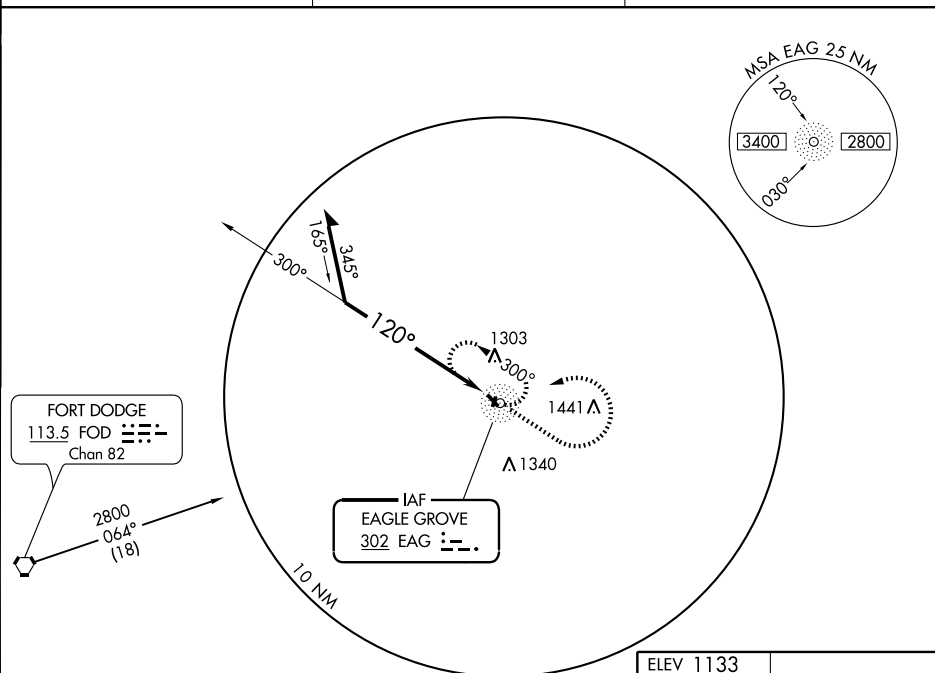 MSA EAG 25 NM
120°
3400
2800
030°
165°
345°
300°
120°
1303
300°
1441
1340
FORT DODGE
113.5 FOD
Chan 82
2800
064°
(18)
IAF
EAGLE GROVE
302 EAG
10 NM
ELEV 1133